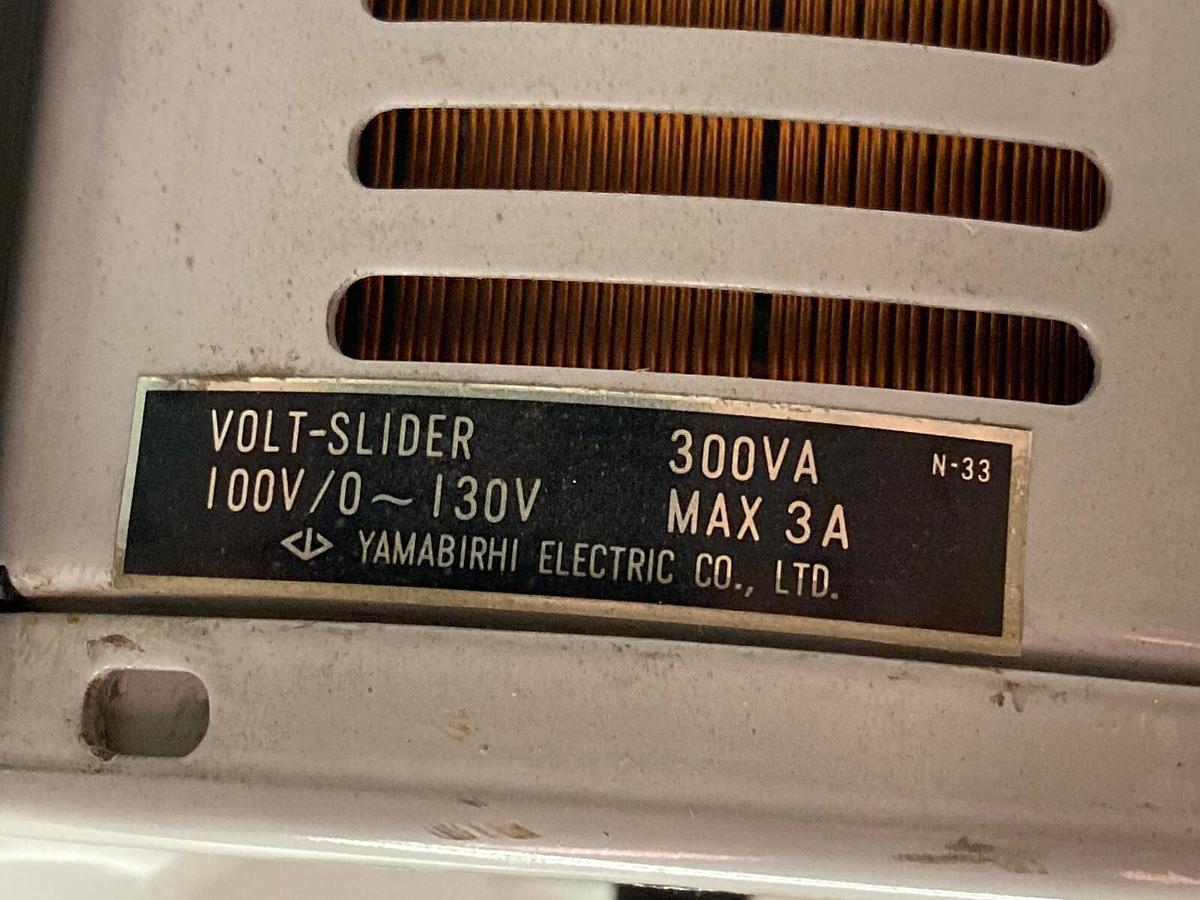 VOLT-SLIDER 300VA N-33
100V/0~130V MAX 3A
YAMABIRHI ELECTRIC CO., LTD.